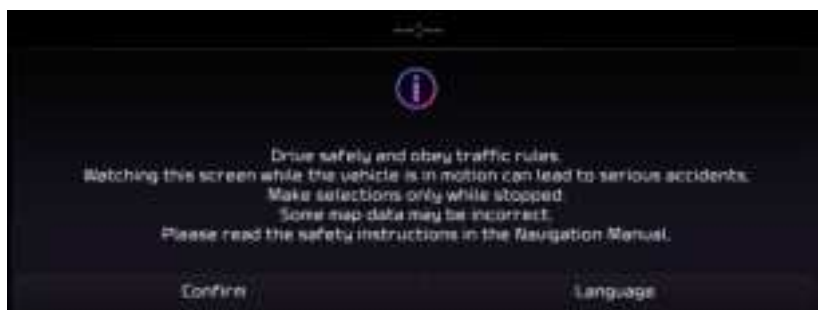 --:--
Drive safely and obey traffic rules.
Watching this screen while the vehicle is in motion can lead to serious accidents.
Make selections only while stopped.
Some map data may be incorrect.
Please read the safety instructions in the Navigation Manual.
Confirm
Language